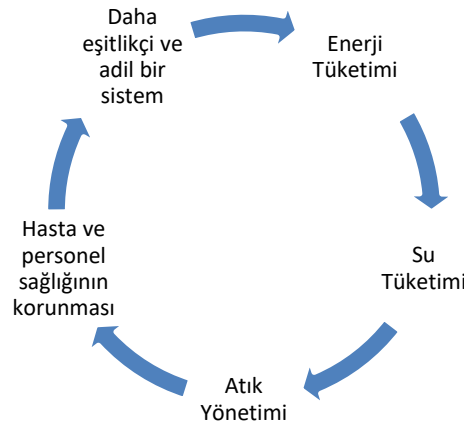 Daha
eşitlikçi ve
adil bir
sistem
Enerji
Tüketimi
Su
Tüketimi
Atık
Yönetimi
Hasta ve
personel
sağlığının
korunması